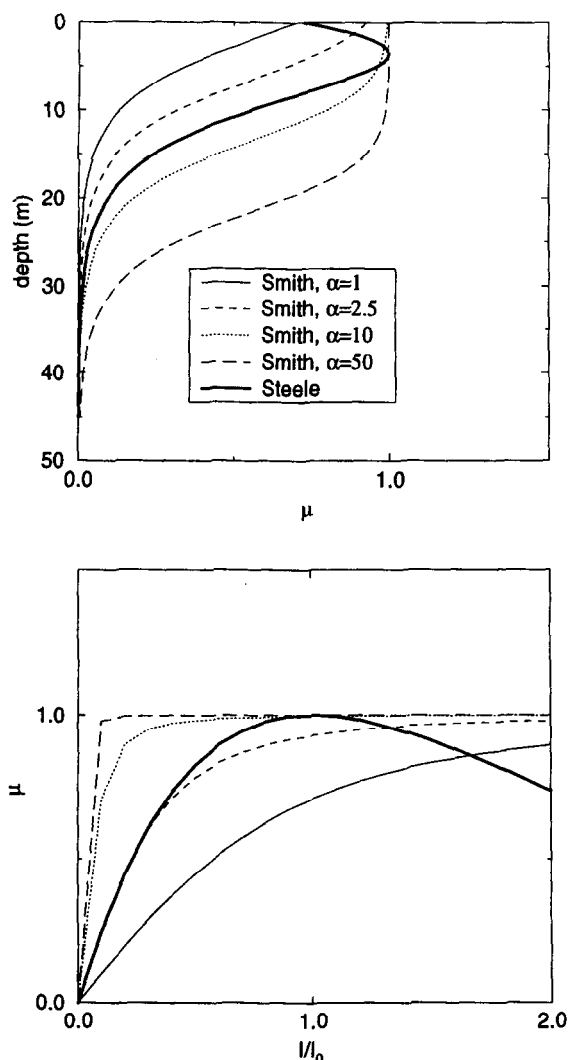 0
10
20
30
40
50
depth (m)
Smith, α=1
Smith, α=2.5
Smith, α=10
Smith, α=50
Steele
0.0
1.0
μ
1.0
μ
0.0
0.0
1.0
2.0
I/I₀